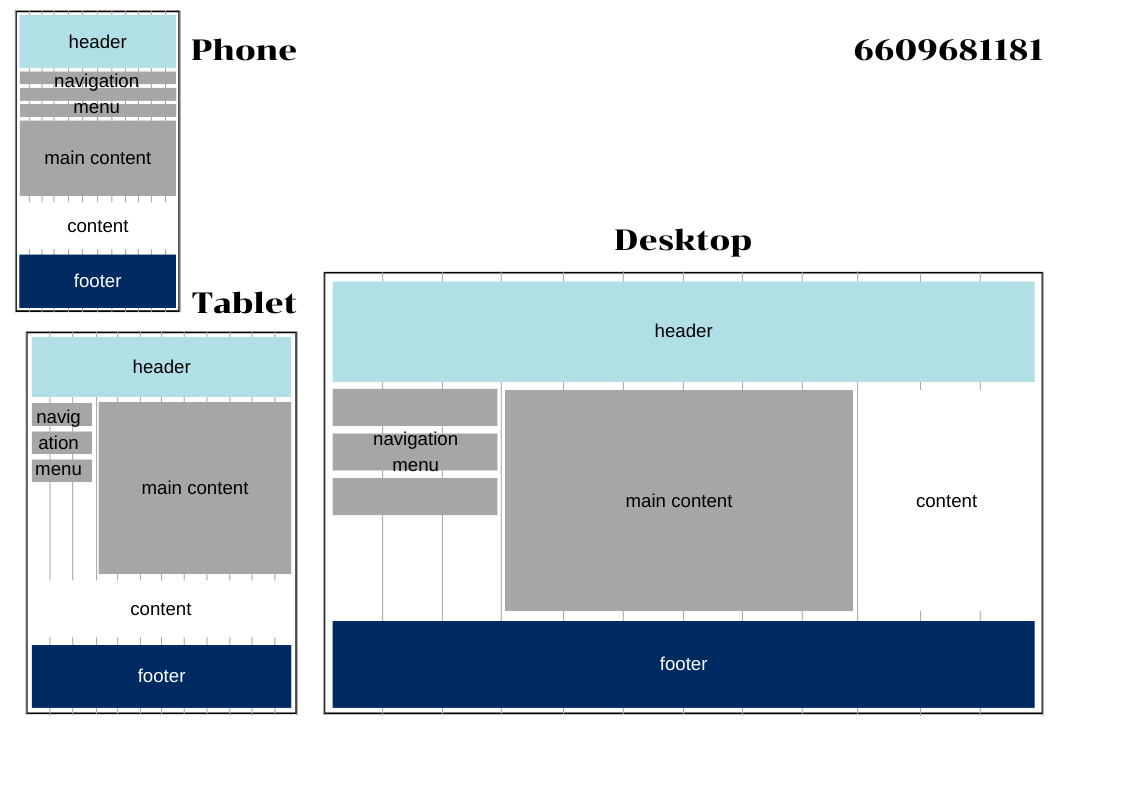 header
Phone
6609681181
navigation
menu
main content
content
footer
Desktop
Tablet
header
navig
ation
menu
main content
content
footer
header
navigation
menu
main content
content
footer